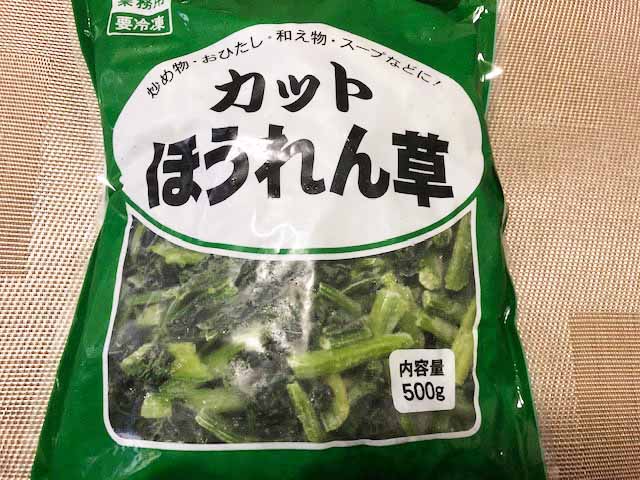 業務用
要冷凍
炒め物・おひたし・和え物・スープなどに!
カット
ほうれん草
内容量
500g